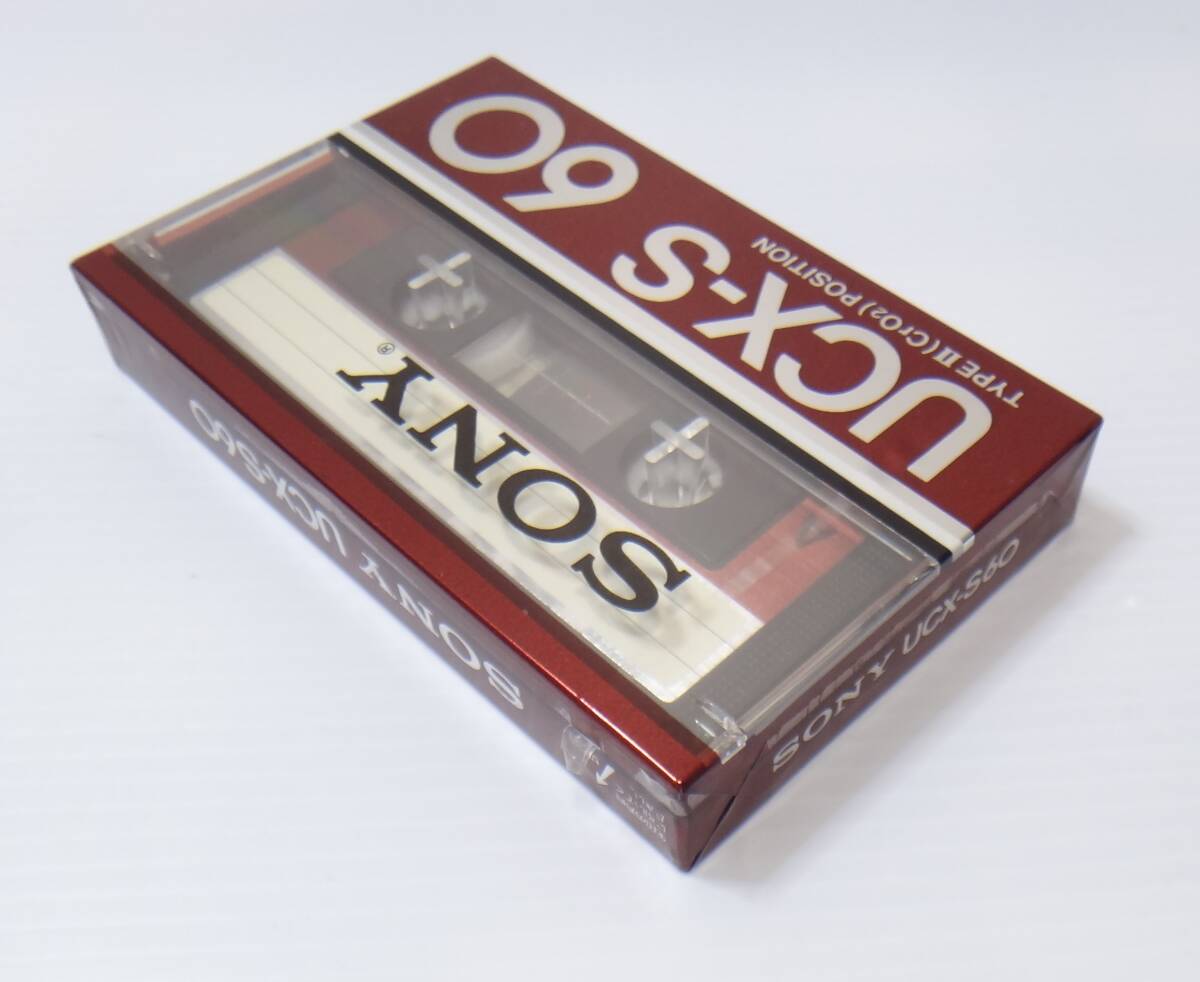 UCX-S 60
TYPE II (CrO2) POSITION
SONY®
SONY UCX-S60
SONY UCX-S60